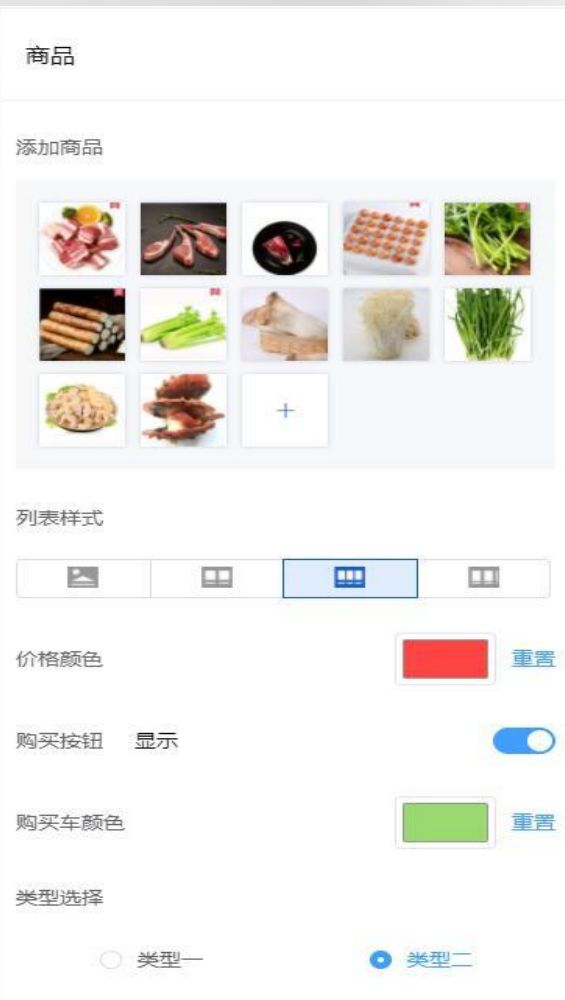 商品
添加商品
列表样式
价格颜色 重置
购买按钮 显示
购买车颜色 重置
类型选择
类型一 类型二